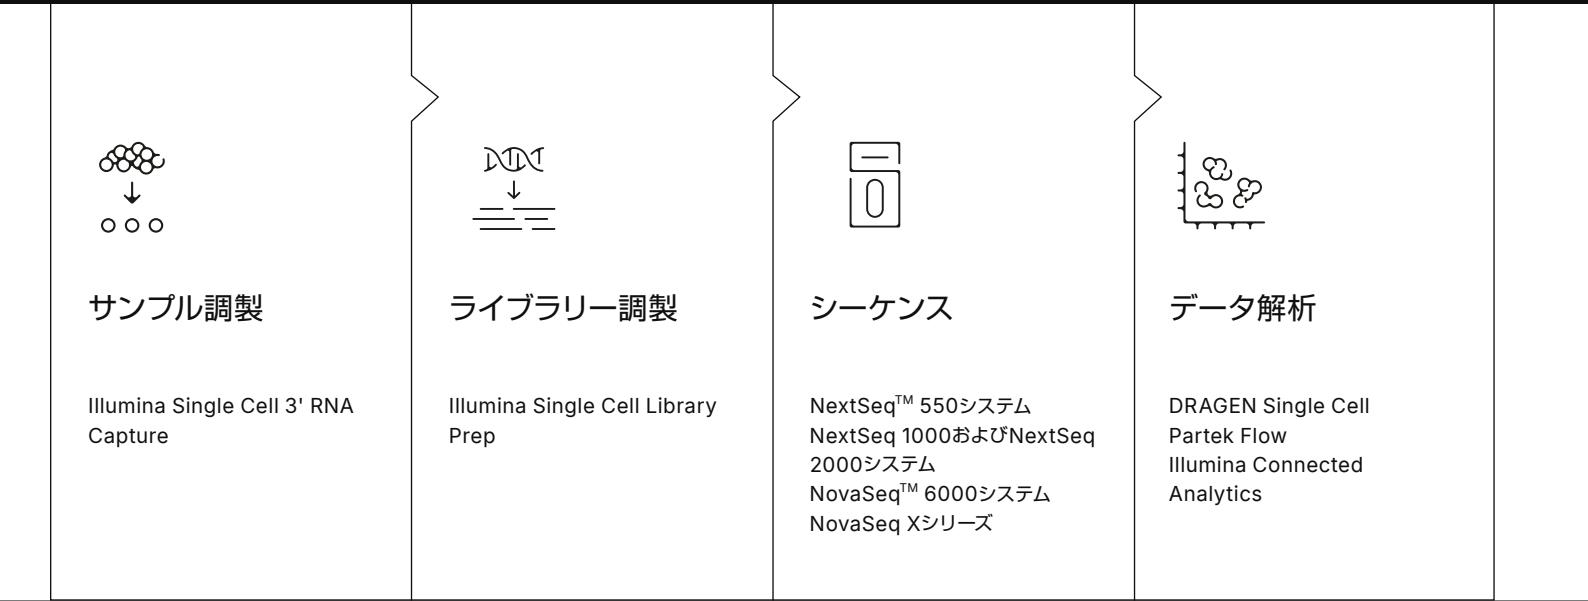 サンプル調製
Illumina Single Cell 3' RNA
Capture
ライブラリー調製
Illumina Single Cell Library
Prep
シーケンス
NextSeq™ 550システム
NextSeq 1000およびNextSeq
2000システム
NovaSeq™ 6000システム
NovaSeq Xシリーズ
データ解析
DRAGEN Single Cell
Partek Flow
Illumina Connected
Analytics